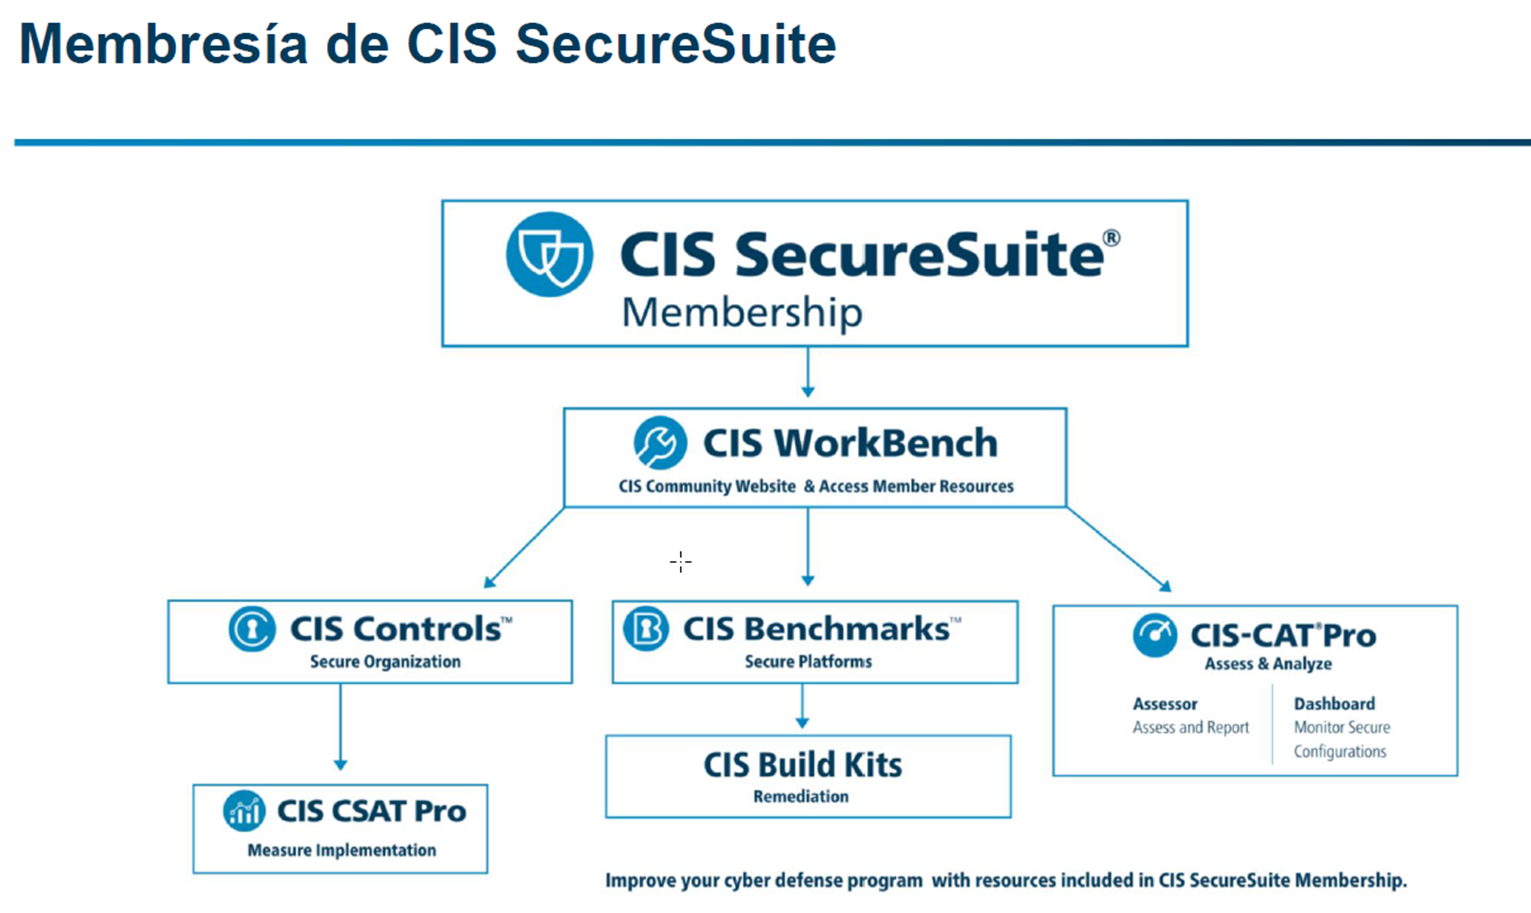 Membresía de CIS SecureSuite
CIS SecureSuite®
Membership
CIS WorkBench
CIS Community Website & Access Member Resources
CIS Controls™
Secure Organization
CIS CSAT Pro
Measure Implementation
CIS Benchmarks™
Secure Platforms
CIS Build Kits
Remediation
CIS-CAT®Pro
Assess & Analyze
Assessor
Assess and Report
Dashboard
Monitor Secure
Configurations
Improve your cyber defense program with resources included in CIS SecureSuite Membership.